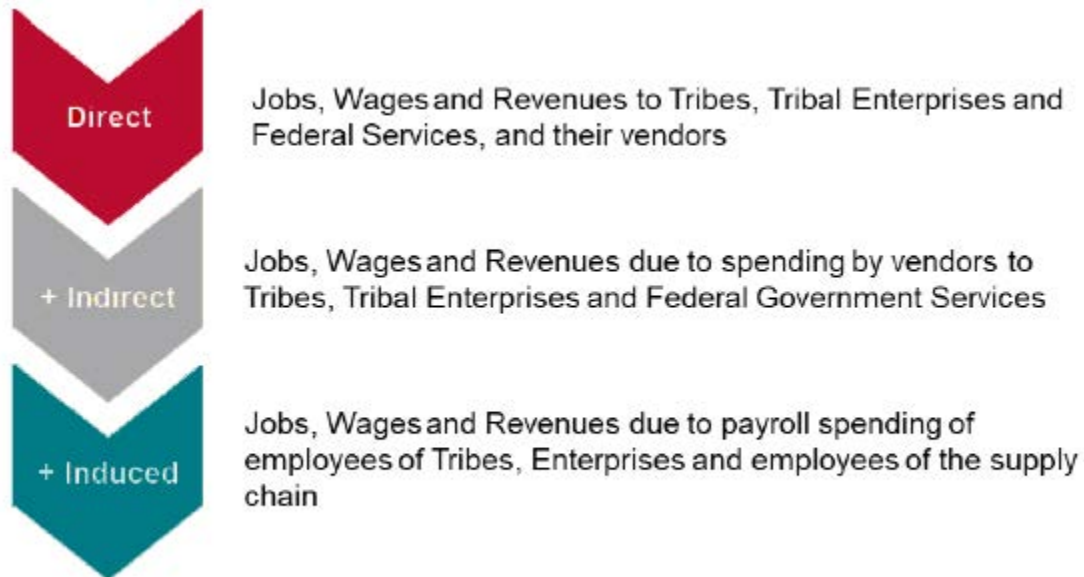 Direct
Jobs, Wages and Revenues to Tribes, Tribal Enterprises and
Federal Services, and their vendors
+ Indirect
Jobs, Wages and Revenues due to spending by vendors to
Tribes, Tribal Enterprises and Federal Government Services
+ Induced
Jobs, Wages and Revenues due to payroll spending of
employees of Tribes, Enterprises and employees of the supply
chain